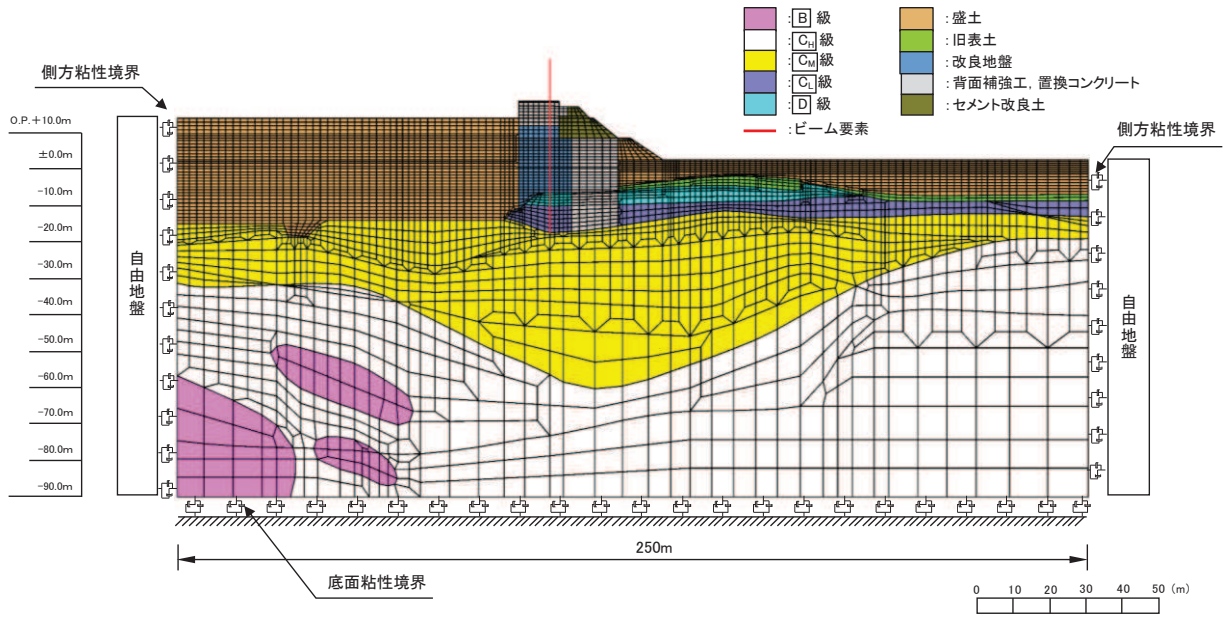 B級
CH級
CM級
CL級
D級
:ビーム要素
:盛土
:旧表土
:改良地盤
:背面補強工, 置換コンクリート
:セメント改良土
側方粘性境界
側方粘性境界
O.P.+10.0m
±0.0m
-10.0m
-20.0m
-30.0m
-40.0m
-50.0m
-60.0m
-70.0m
-80.0m
-90.0m
自由地盤
自由地盤
250m
底面粘性境界
0 10 20 30 40 50 (m)